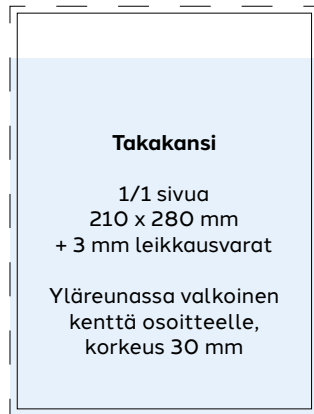 Takakansi
1/1 sivua
210 x 280 mm
+ 3 mm leikkausvarat
Yläreunassa valkoinen
kenttä osoitteelle,
korkeus 30 mm